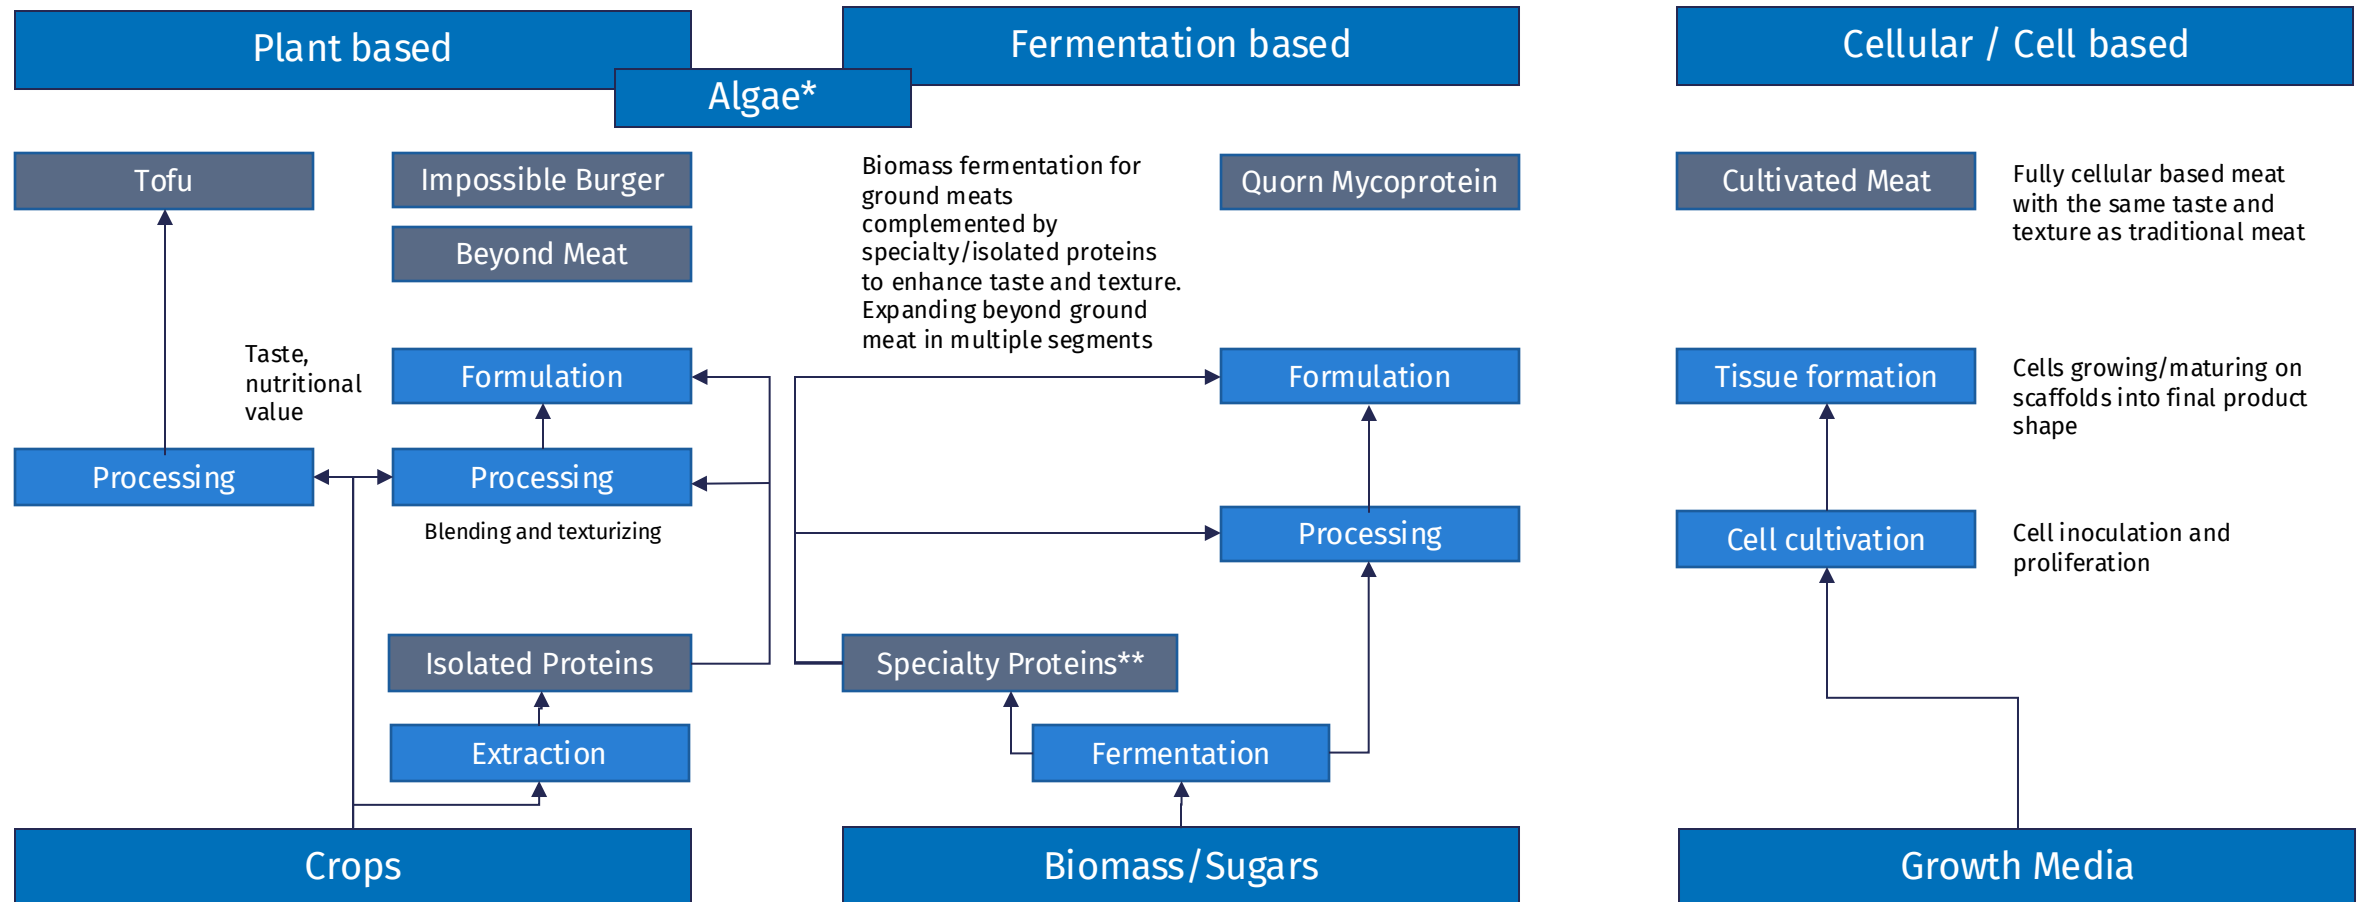 Plant based
Fermentation based
Cellular / Cell based
Algae*
Tofu
Impossible Burger
Beyond Meat
Biomass fermentation for
ground meats
complemented by
specialty/isolated proteins
to enhance taste and texture.
Expanding beyond ground
meat in multiple segments
Quorn Mycoprotein
Cultivated Meat
Fully cellular based meat
with the same taste and
texture as traditional meat
Taste,
nutritional
value
Formulation
Formulation
Tissue formation
Cells growing/maturing on
scaffolds into final product
shape
Processing
Processing
Blending and texturizing
Processing
Cell cultivation
Cell inoculation and
proliferation
Isolated Proteins
Specialty Proteins**
Extraction
Fermentation
Crops
Biomass/Sugars
Growth Media